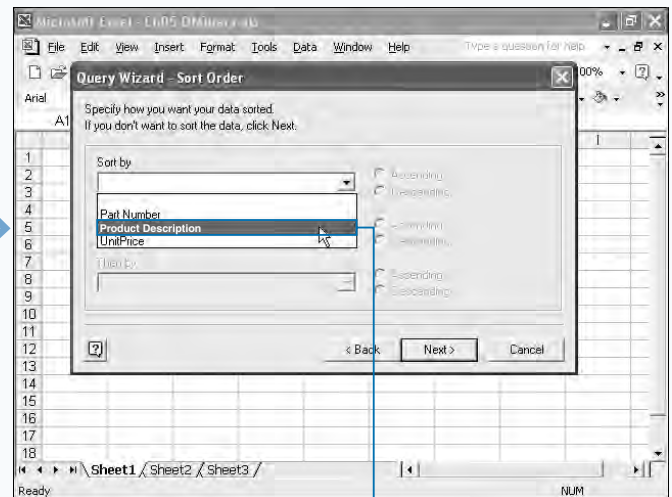 Microsoft Excel -
File Edit View Insert Format Tools Data Window Help Type a question for help
100%
Arial
A1
Query Wizard - Sort Order
Specify how you want your data sorted.
If you don't want to sort the data, click Next.
Sort by
Ascending
Descending
Part Number
Product Description
UnitPrice
Ascending
Descending
Then by
Ascending
Descending
< Back Next > Cancel
I
1
2
3
4
5
6
7
8
9
10
11
12
13
14
15
16
17
18
Sheet1 Sheet2 Sheet3
Ready NUM